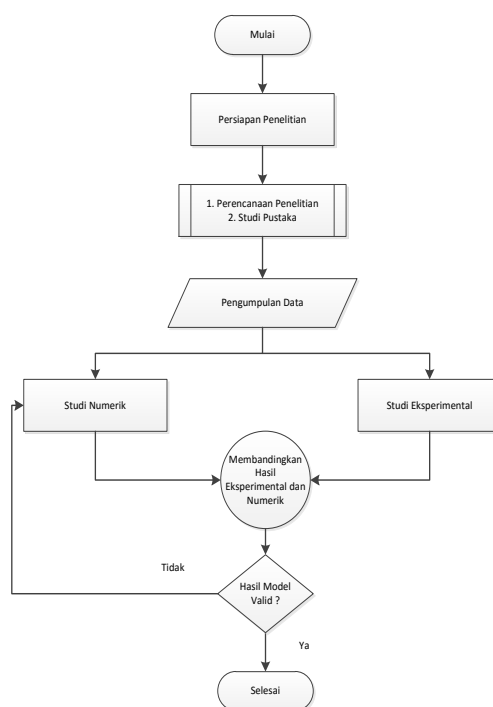 Mulai
Persiapan Penelitian
1. Perencanaan Penelitian
2. Studi Pustaka
Pengumpulan Data
Studi Numerik
Studi Eksperimental
Membandingkan
Hasil
Eksperimental dan
Numerik
Tidak
Hasil Model
Valid ?
Ya
Selesai